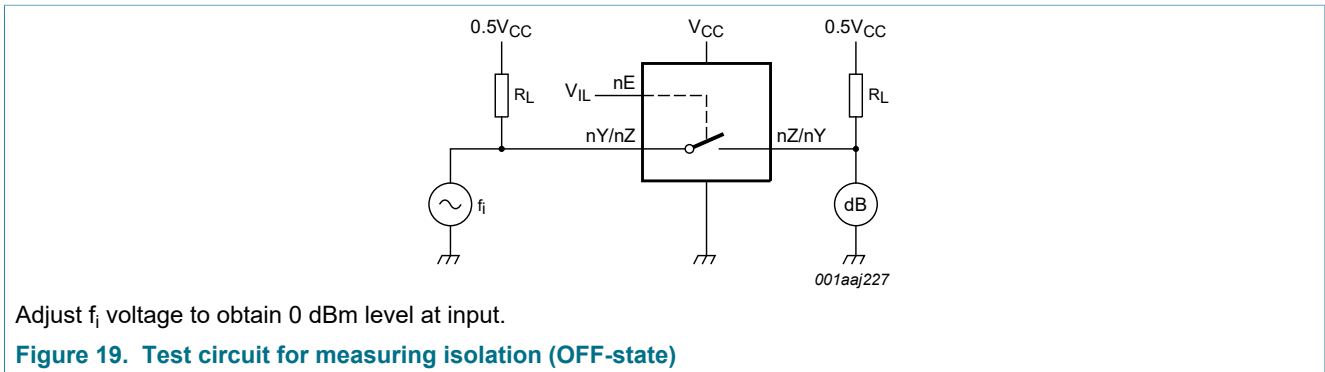 0.5VCC VCC 0.5VCC
RL VIL nE RL
nY/nZ nZ/nY
fi dB
001aaj227
Adjust fi voltage to obtain 0 dBm level at input.
Figure 19. Test circuit for measuring isolation (OFF-state)